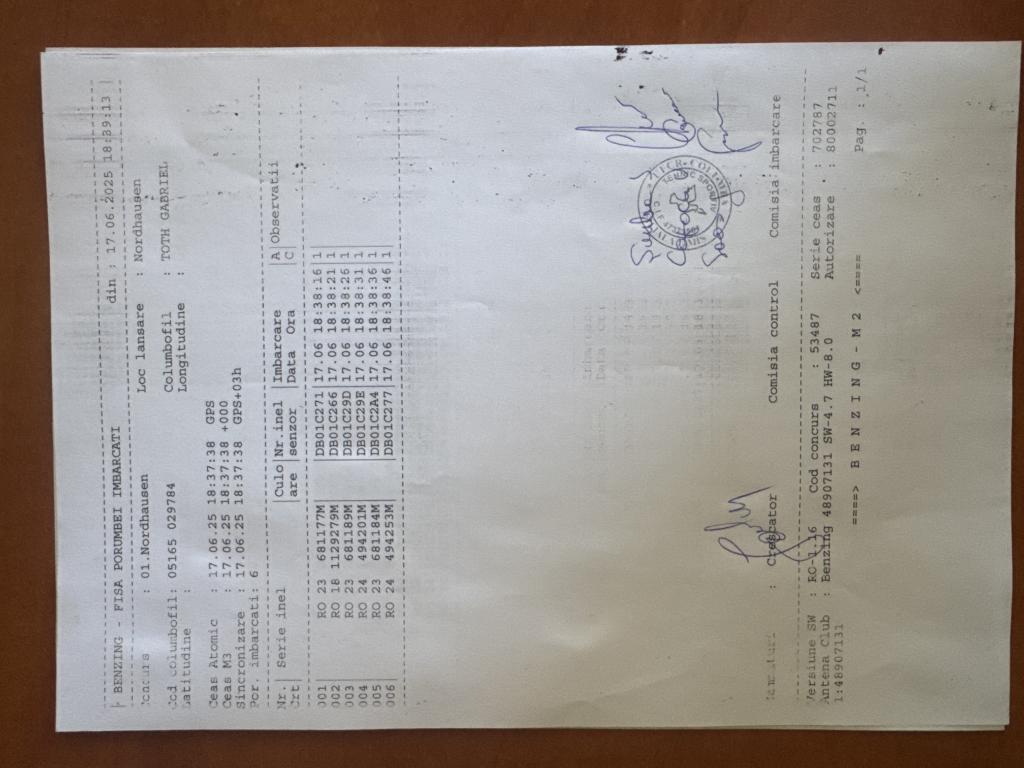 BENZING - FISA PORUMBEI IMBARCATI din : 17.06.2025 18:39:13
Concurs : 01.Nordhausen Loc lansare : Nordhausen
Cod columbofil: 05165 029784 Columbofil : TOTH GABRIEL
Latitudine : Longitudine :
Ceas Atomic : 17.06.25 18:37:38 GPS
Ceas M3 : 17.06.25 18:37:38 +000
Sincronizare : 17.06.25 18:37:38 GPS+03h
Por. imbarcati: 6
Nr.| Serie inel |Culo|Nr.inel |Imbarcare |A|Observatii
Crt |are |senzor |Data Ora |C|
001 RO 23 681177M | |DB01C271|17.06 18:38:16|1
002 RO 18 1129279M | |DB01C266|17.06 18:38:21|1
003 RO 23 681189M | |DB01C29D|17.06 18:38:26|1
004 RO 24 494201M | |DB01C29E|17.06 18:38:31|1
005 RO 23 681184M | |DB01C2A4|17.06 18:38:36|1
006 RO 24 494253M | |DB01C277|17.06 18:38:46|1
Semnaturi : Crescator Comisia control Comisia imbarcare
Versiune SW : RO-1.16 Cod concurs : 53487 Serie ceas : 702787
Antena Club : Benzing 48907131 SW-4.7 HW-8.0 Autorizare : 80002711
1:48907131
====> B E N Z I N G - M 2 <==== Pag. : 1/1